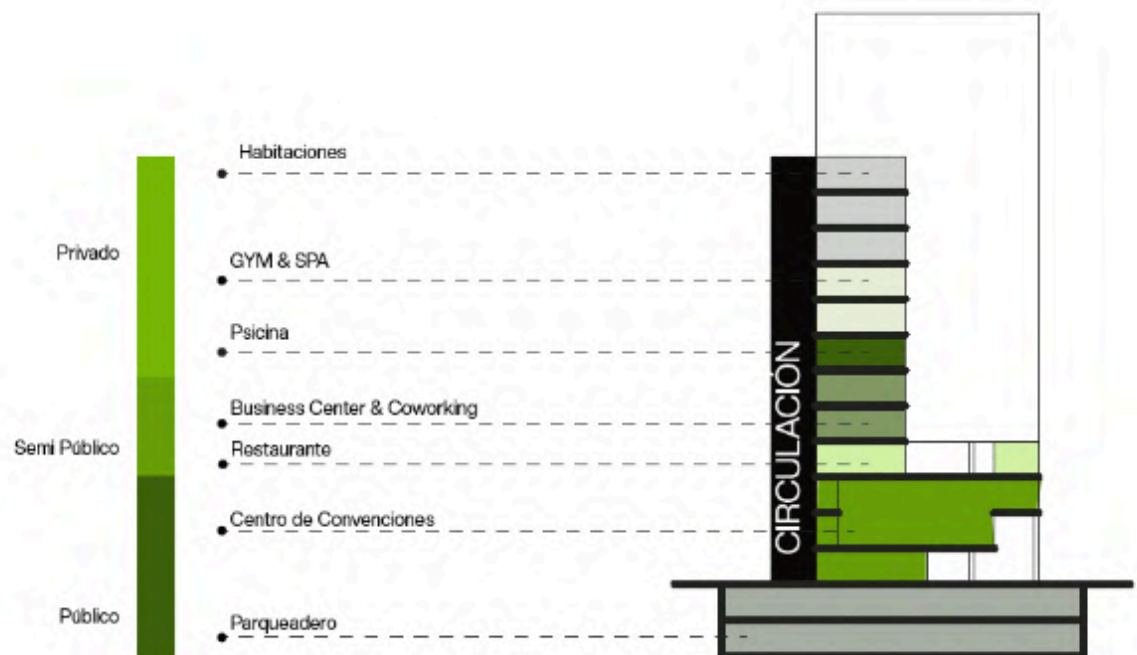 Habitaciones
Privado
GYM & SPA
Psicina
Business Center & Coworking
Semi Público
Restaurante
Centro de Convenciones
Público
Parqueadero
CIRCULACIÓN